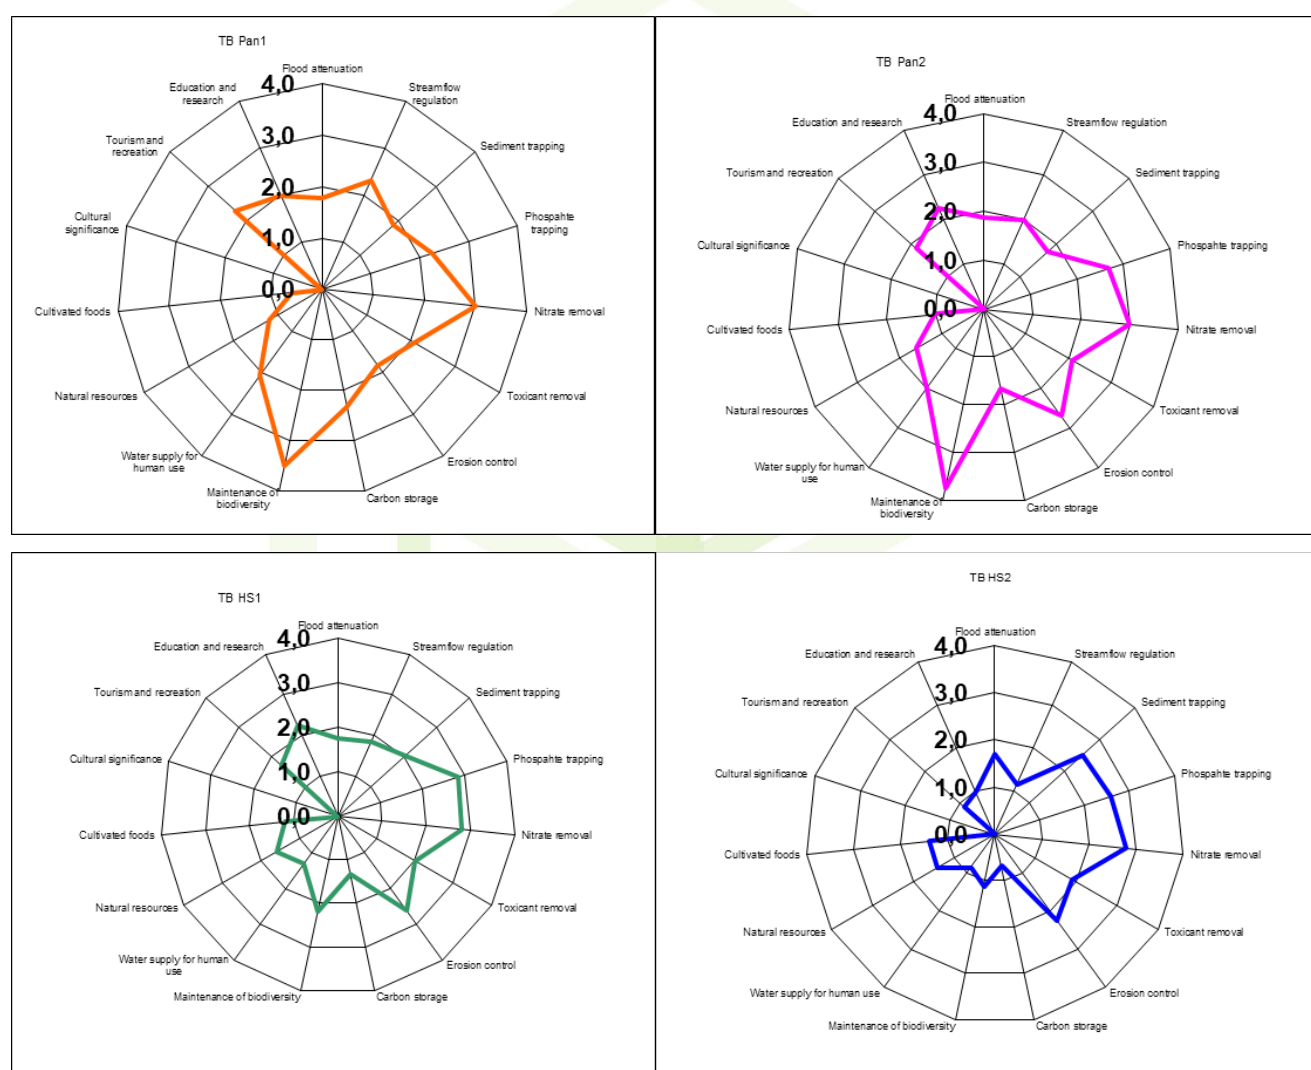 TB Pan1
Flood attenuation
Streamflow
regulation
Sediment trapping
Phospahte
trapping
Nitrate removal
Toxicant removal
Erosion control
Carbon storage
Maintenance of
biodiversity
Water supply for
human use
Natural resources
Cultivated foods
Cultural
significance
Tourism and
recreation
Education and
research
4,0
3,0
2,0
1,0
0,0
TB Pan2
Flood attenuation
Streamflow regulation
Sediment trapping
Phospahte trapping
Nitrate removal
Toxicant removal
Erosion control
Carbon storage
Maintenance of
biodiversity
Water supply for human
use
Natural resources
Cultivated foods
Cultural significance
Tourism and recreation
Education and research
4,0
3,0
2,0
1,0
0,0
TB HS1
Flood attenuation
Streamflow regulation
Sediment trapping
Phospahte trapping
Nitrate removal
Toxicant removal
Erosion control
Carbon storage
Maintenance of biodiversity
Water supply for human
use
Natural resources
Cultivated foods
Cultural significance
Tourism and recreation
Education and research
4,0
3,0
2,0
1,0
0,0
TB HS2
Flood attenuation
Streamflow regulation
Sediment trapping
Phospahte trapping
Nitrate removal
Toxicant removal
Erosion control
Carbon storage
Maintenance of biodiversity
Water supply for human use
Natural resources
Cultivated foods
Cultural significance
Tourism and recreation
Education and research
4,0
3,0
2,0
1,0
0,0